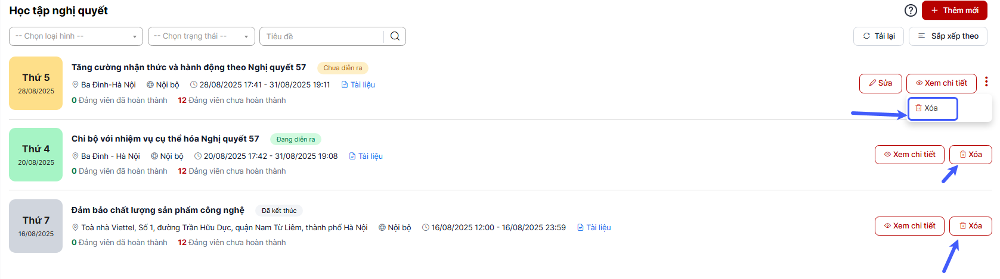 Học tập nghị quyết
? + Thêm mới
-- Chọn loại hình -- -- Chọn trạng thái -- Tiêu đề Tải lại Sắp xếp theo
Thứ 5
28/08/2025
Tăng cường nhận thức và hành động theo Nghị quyết 57 Chưa diễn ra
Ba Đình-Hà Nội Nội bộ 28/08/2025 17:41 - 31/08/2025 19:11 Tài liệu
0 Đảng viên đã hoàn thành 12 Đảng viên chưa hoàn thành
Sửa Xem chi tiết
Xóa
Thứ 4
20/08/2025
Chi bộ với nhiệm vụ cụ thể hóa Nghị quyết 57 Đang diễn ra
Ba Đình - Hà Nội Nội bộ 20/08/2025 17:42 - 31/08/2025 19:08 Tài liệu
0 Đảng viên đã hoàn thành 12 Đảng viên chưa hoàn thành
Xem chi tiết Xóa
Thứ 7
16/08/2025
Đảm bảo chất lượng sản phẩm công nghệ Đã kết thúc
Toà nhà Viettel, Số 1, đường Trần Hữu Dực, quận Nam Từ Liêm, thành phố Hà Nội Nội bộ 16/08/2025 12:00 - 16/08/2025 23:59 Tài liệu
0 Đảng viên đã hoàn thành 12 Đảng viên chưa hoàn thành
Xem chi tiết Xóa